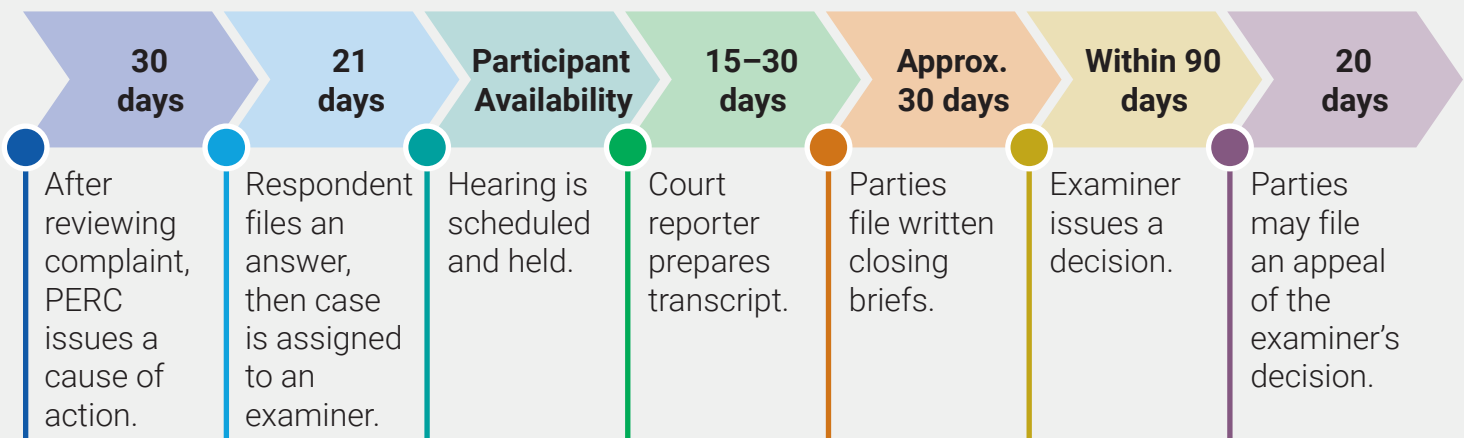 30
days
21
days
Participant
Availability
15–30
days
Approx.
30 days
Within 90
days
20
days
After
reviewing
complaint,
PERC
issues a
cause of
action.
Respondent
files an
answer,
then case
is assigned
to an
examiner.
Hearing is
scheduled
and held.
Court
reporter
prepares
transcript.
Parties
file written
closing
briefs.
Examiner
issues a
decision.
Parties
may file
an appeal
of the
examiner’s
decision.